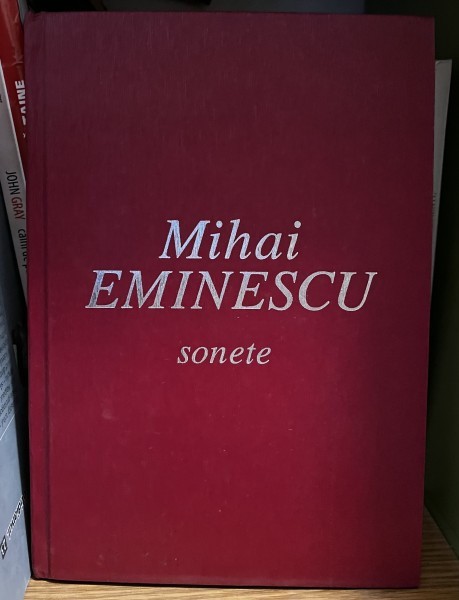 Mihai
EMINESCU
sonete
JOHN GRAY